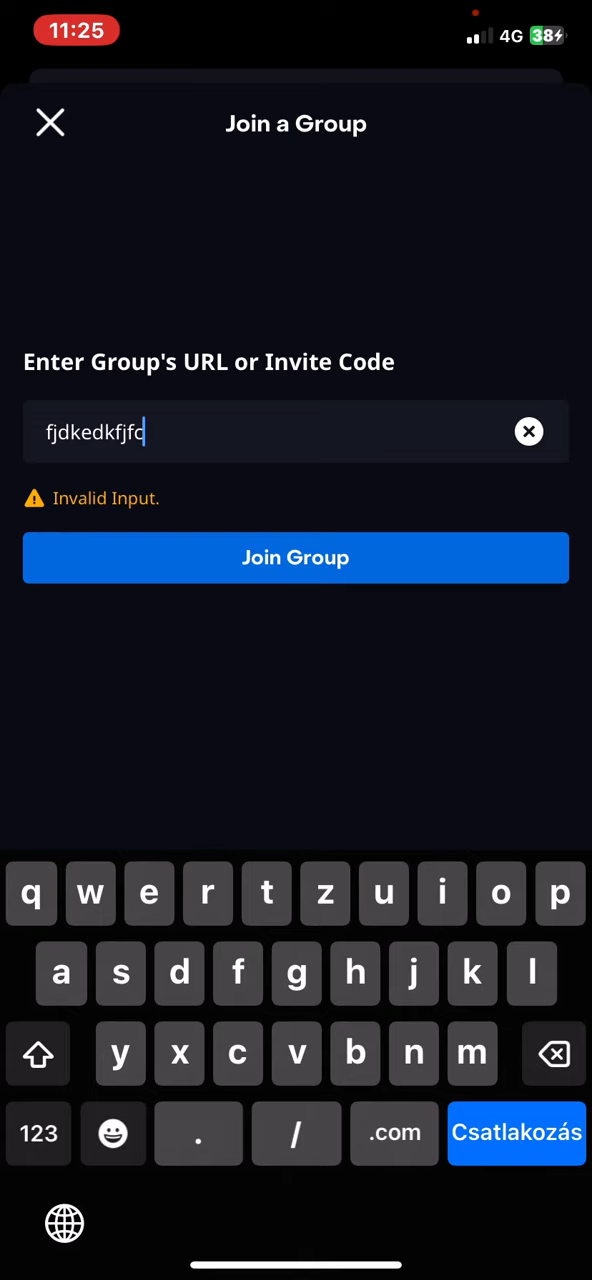 11:25
4G 38
Join a Group
Enter Group's URL or Invite Code
fjdkedkfjfc
Invalid Input.
Join Group
q w e r t z u i o p
a s d f g h j k l
y x c v b n m
123 . / .com Csatlakozás